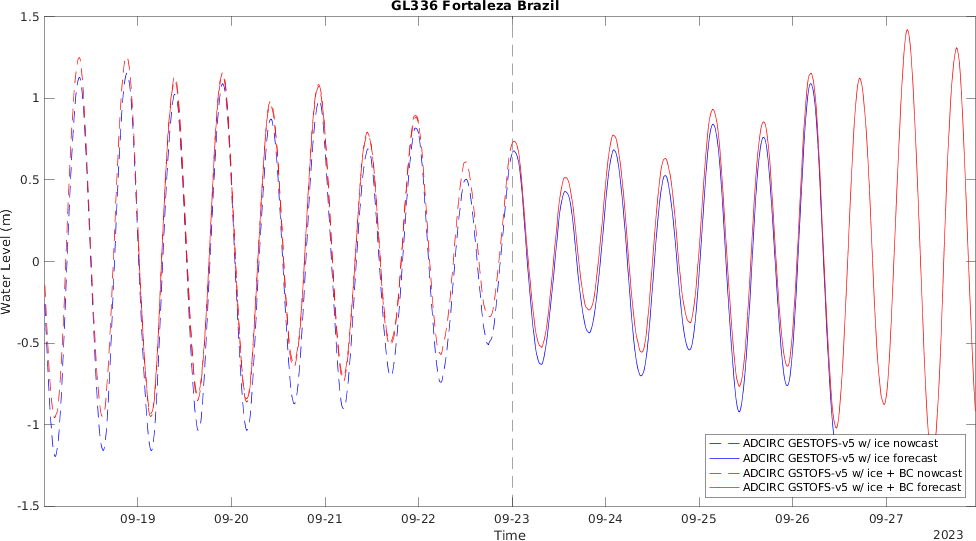 GL336 Fortaleza Brazil
1.5
1
0.5
0
-0.5
-1
-1.5
Water Level (m)
ADCIRC GESTOFS-v5 w/ ice nowcast
ADCIRC GESTOFS-v5 w/ ice forecast
ADCIRC GSTOFS-v5 w/ ice + BC nowcast
ADCIRC GSTOFS-v5 w/ ice + BC forecast
09-19 09-20 09-21 09-22 09-23 09-24 09-25 09-26 09-27
Time
2023